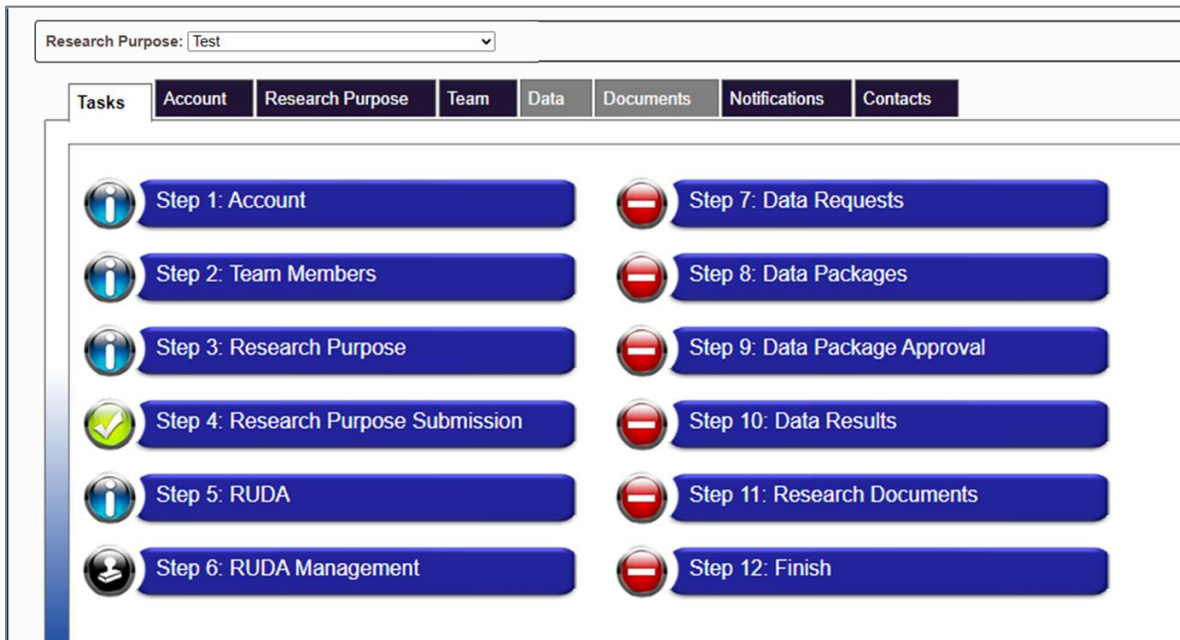 Research Purpose: Test
Tasks Account Research Purpose Team Data Documents Notifications Contacts
Step 1: Account
Step 2: Team Members
Step 3: Research Purpose
Step 4: Research Purpose Submission
Step 5: RUDA
Step 6: RUDA Management
Step 7: Data Requests
Step 8: Data Packages
Step 9: Data Package Approval
Step 10: Data Results
Step 11: Research Documents
Step 12: Finish